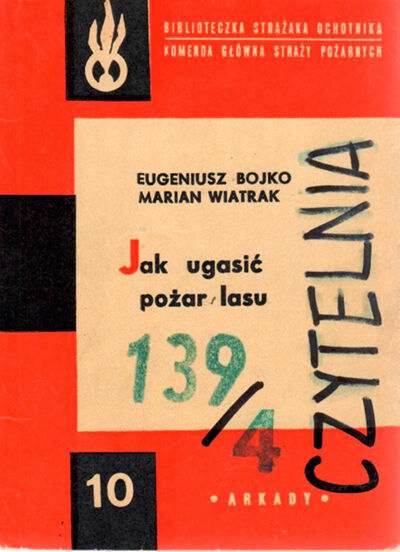 BIBLIOTECZKA STRAŻAKA OCHOTNIKA
KOMENDA GŁÓWNA STRAŻY POŻARNYCH
EUGENIUSZ BOJKO
MARIAN WIATRAK
Jak ugasić
pożar lasu
139/4
CZYTELNIA
10
• ARKADY •